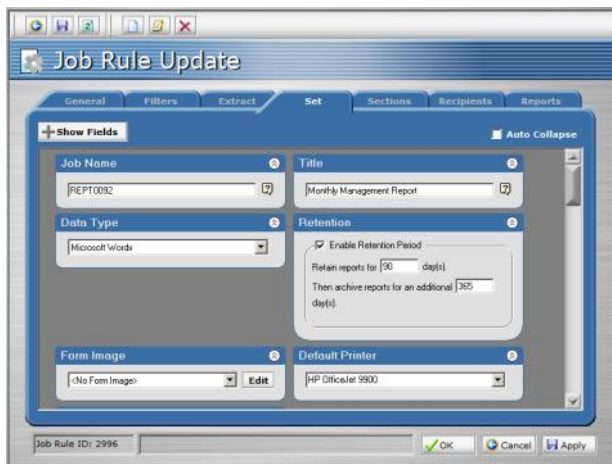 Job Rule Update
General Filters Extract Set Sections Recipients Reports
Show Fields Auto Collapse
Job Name Title
REPT0092 Monthly Management Report
Data Type Retention
Microsoft Wordx Enable Retention Period
Retain reports for 90 day(s).
Then archive reports for an additional 365
day(s).
Form Image Default Printer
<No Form Image> Edit HP OfficeJet 9900
Job Rule ID: 2996 OK Cancel Apply